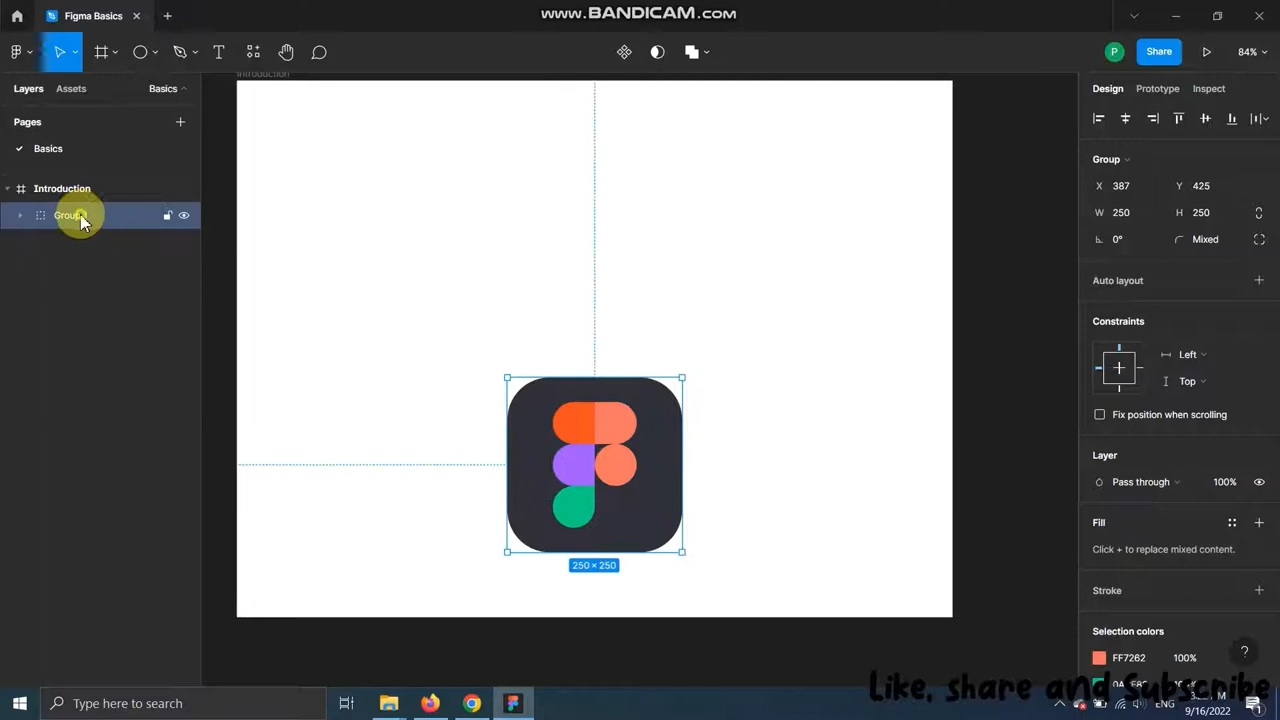 www.BANDICAM.com
Figma Basics
P
Share
84%
Introduction
Layers
Assets
Basics
Design
Prototype
Inspect
Pages
Basics
Group
Introduction
X 387
Y 425
Group
W 250
H 250
0°
Mixed
Auto layout
Constraints
Left
Top
Fix position when scrolling
Layer
Pass through
100%
Fill
Click + to replace mixed content.
250 × 250
Stroke
Selection colors
?
FF7262
100%
Like, share and subscribe
Type here to search
ENG
9/16/2022